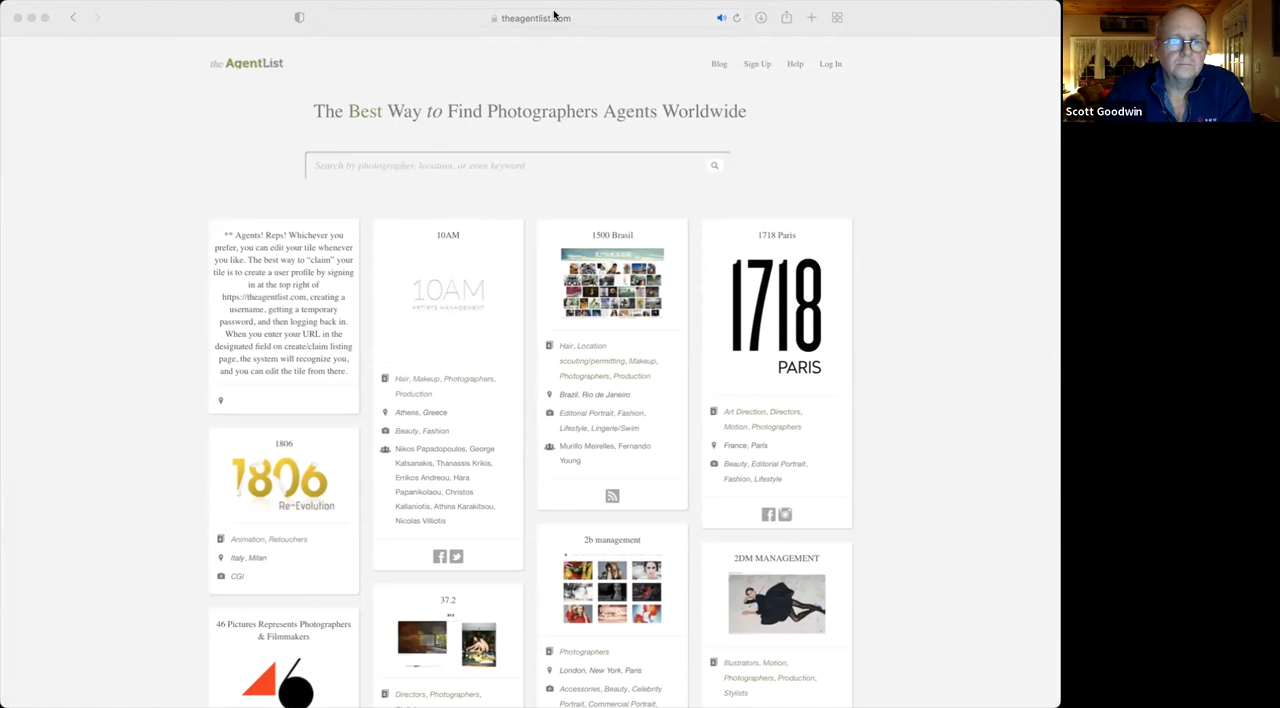 theagentlist.com
the AgentList
Blog
Sign Up
Help
Log In
The Best Way to Find Photographers Agents Worldwide
Search by photographer, location, or even keyword
** Agents! Reps! Whichever you
prefer, you can edit your tile whenever
you like. The best way to “claim” your
tile is to create a user profile by signing
in at the top right of
https://theagentlist.com, creating a
username, getting a temporary
password, and then logging back in.
When you enter your URL in the
designated field on create/claim listing
page, the system will recognize you,
and you can edit the tile from there.
1806
1806
Re-Evolution
Animation, Retouchers
Italy, Milan
CGI
46 Pictures Represents Photographers
& Filmmakers
10AM
10AM
ARTISTS MANAGEMENT
Hair, Makeup, Photographers,
Production
Athens, Greece
Beauty, Fashion
Nikos Papadopoulos, George
Katsanakis, Thanassis Krikis,
Errikos Andreou, Hara
Papanikolaou, Christos
Kallaniotis, Athina Karakitsou,
Nicolas Villiotis
37.2
37.2
Directors, Photographers,
1500 Brasil
Hair, Location
scouting/permitting, Makeup,
Photographers, Production
Brazil, Rio de Janeiro
Editorial Portrait, Fashion,
Lifestyle, Lingerie/Swim
Murillo Meirelles, Fernando
Young
2b management
Photographers
London, New York, Paris
Accessories, Beauty, Celebrity
Portrait, Commercial Portrait,
1718 Paris
1718
PARIS
Art Direction, Directors,
Motion, Photographers
France, Paris
Beauty, Editorial Portrait,
Fashion, Lifestyle
2DM MANAGEMENT
Illustrators, Motion,
Photographers, Production,
Stylists
Scott Goodwin